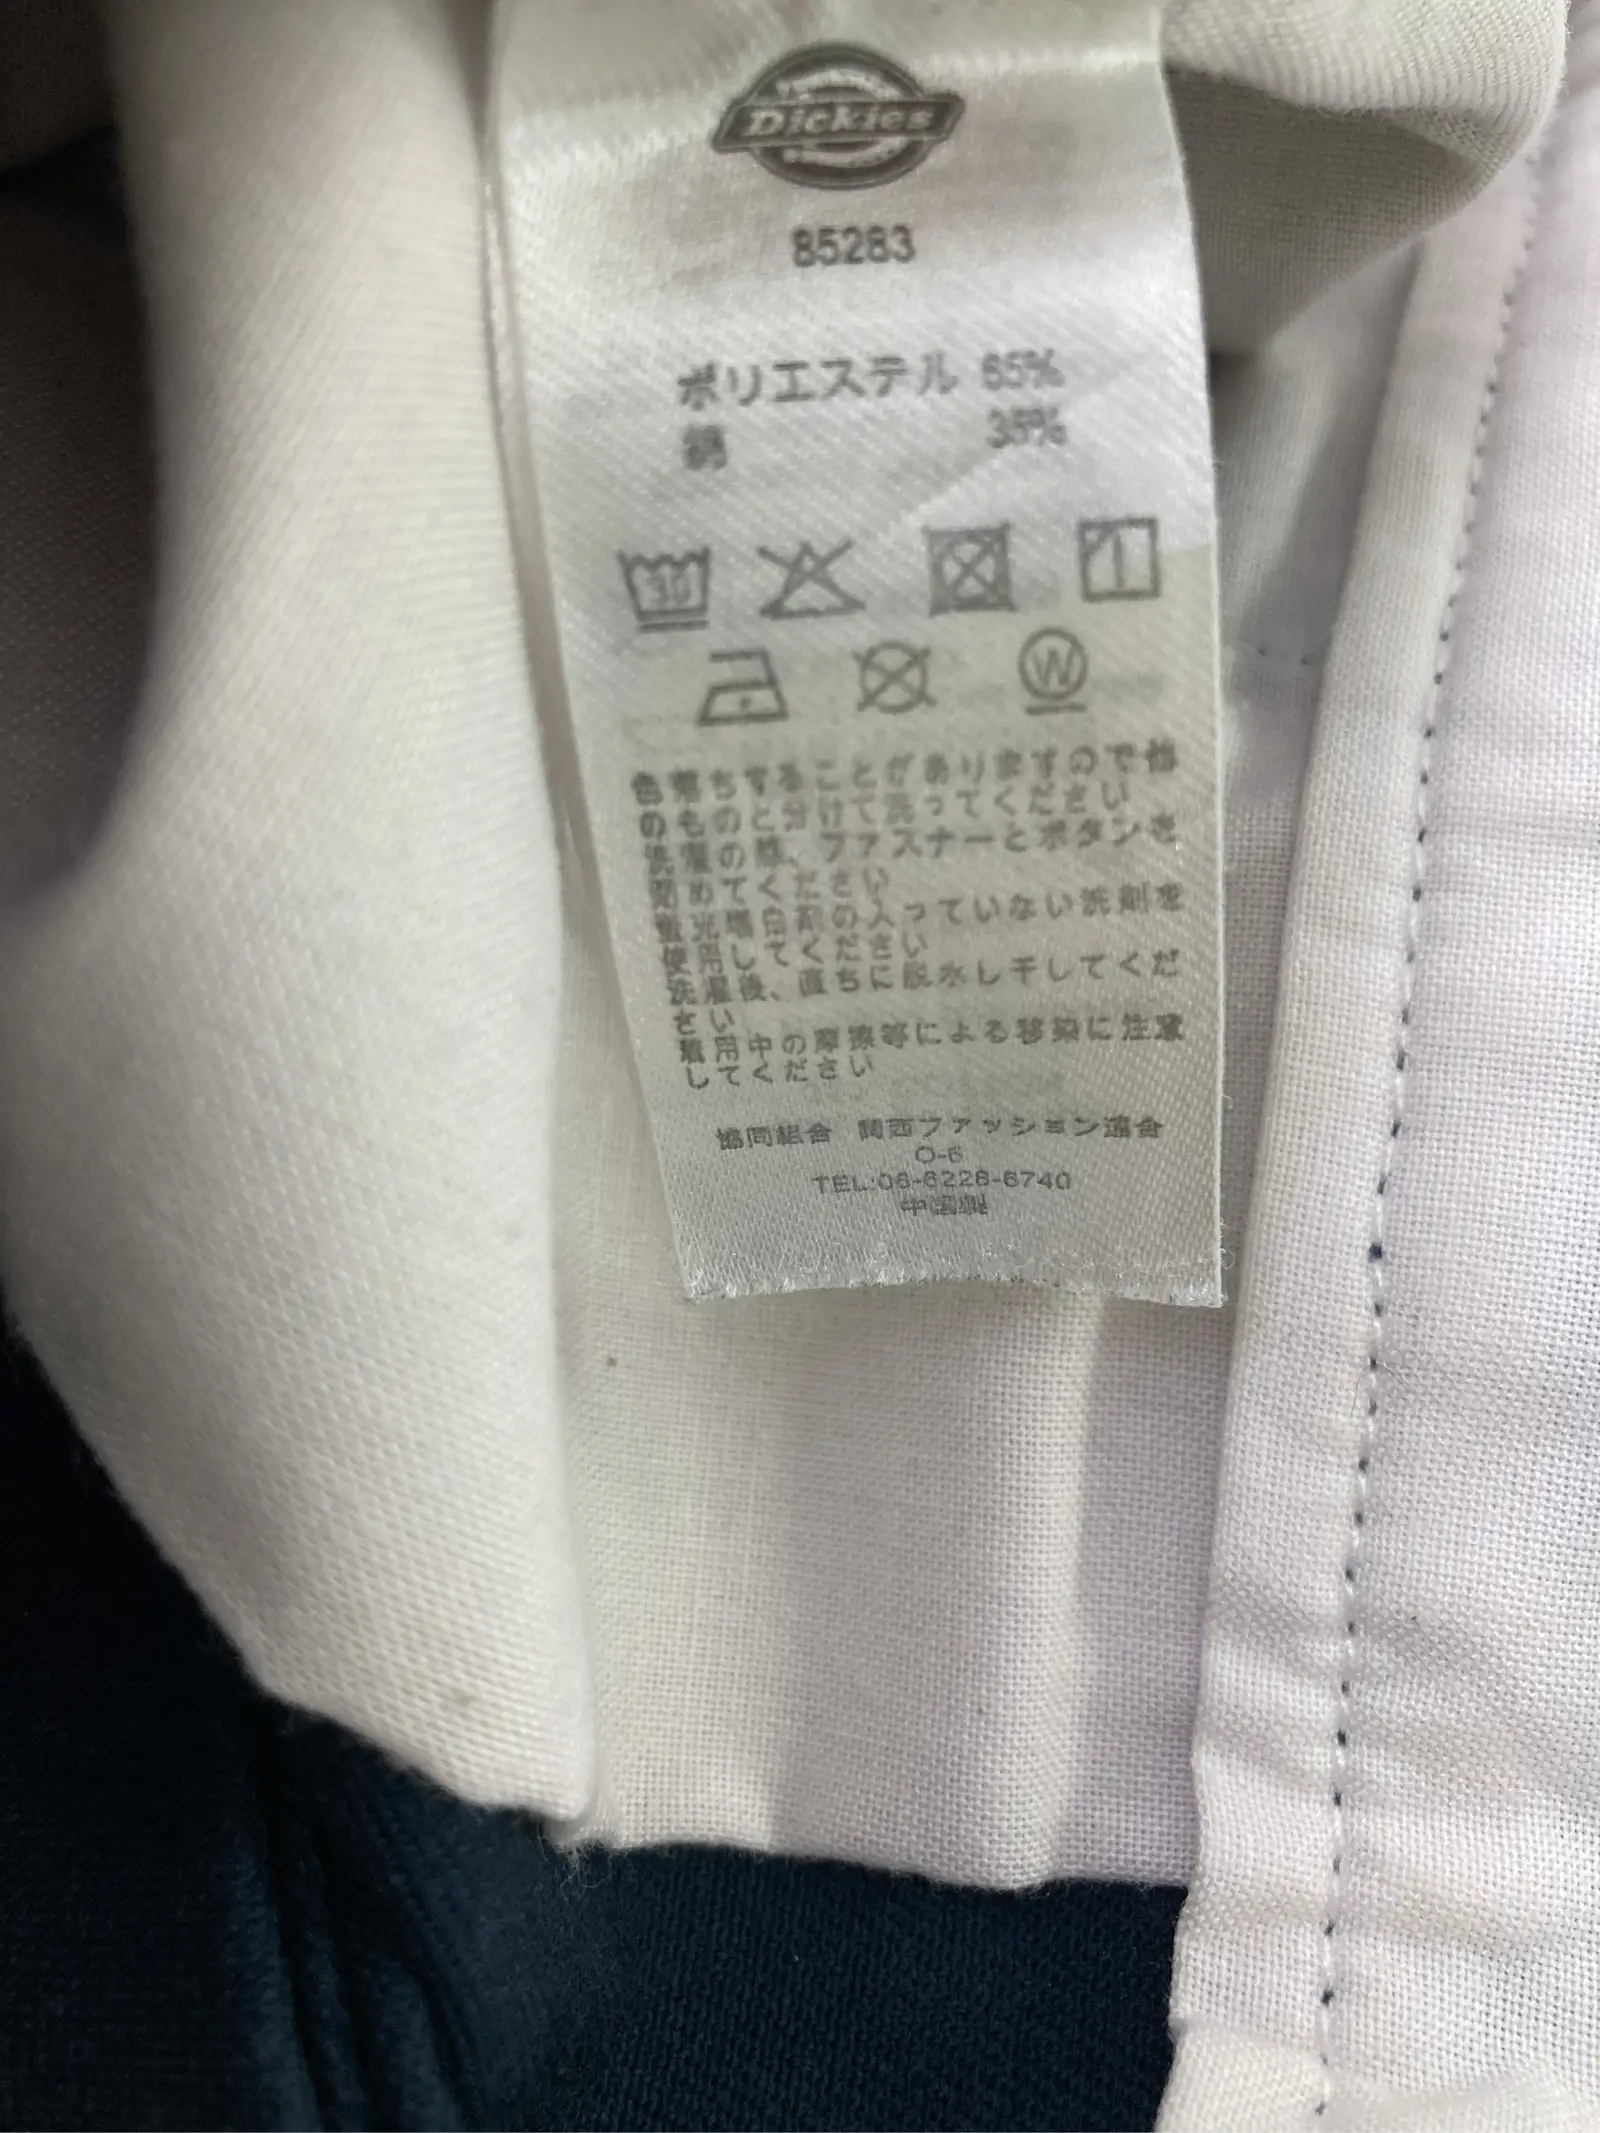 Dickies
85283
ポリエステル 65%
綿 35%
30
W
色落ちすることがありますので他
のものと分けて洗ってください
洗濯の際、ファスナーとボタンを
閉めてください
蛍光増白剤の入っていない洗剤を
使用してください
洗濯後、直ちに脱水し干してくだ
さい
着用中の摩擦等による移染に注意
してください
協同組合 関西ファッション連合
O-6
TEL:06-6228-6740
中国製